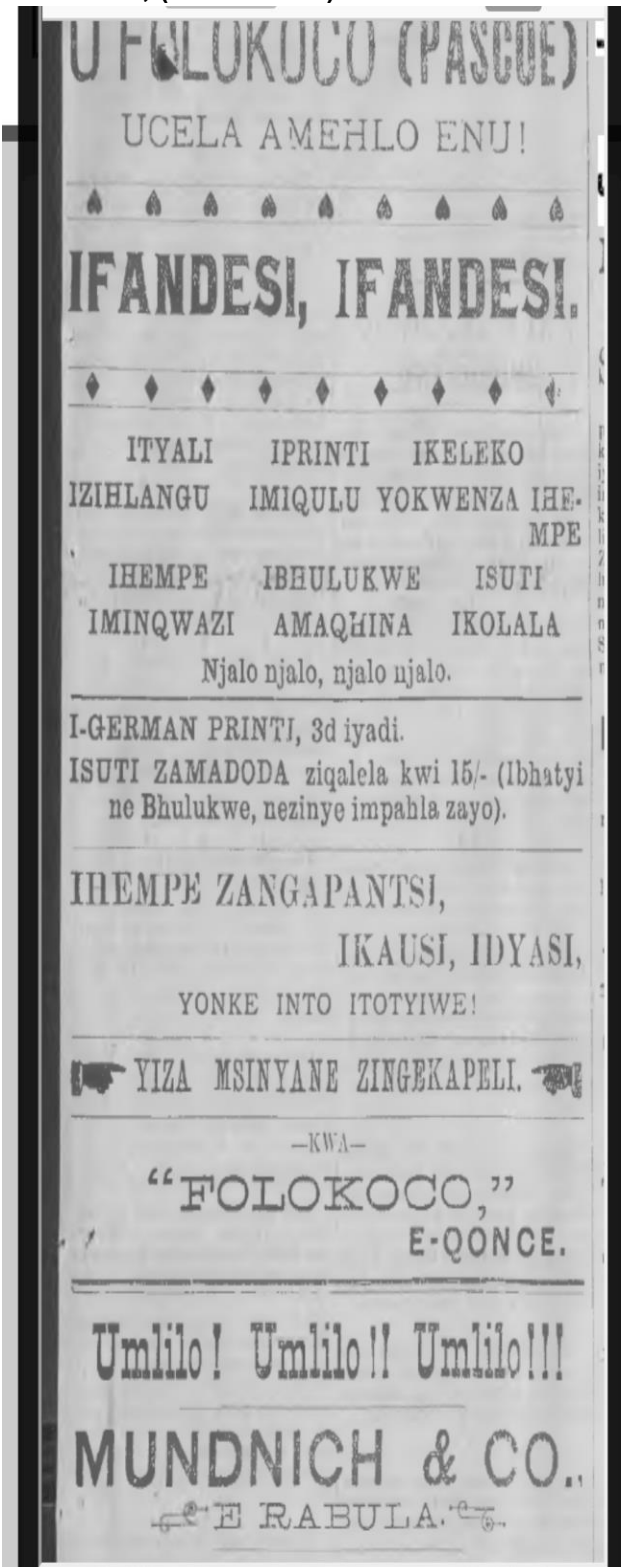 U FOLOKOCO (PASCOE)
UCELA AMEHLO ENU!
IFANDESI, IFANDESI.
ITYALI IPRINTI IKELEKO
IZIHLANGU IMIQULU YOKWENZA IHE-
MPE
IHEMPE IBHULUKWE ISUTI
IMINQWAZI AMAQHINA IKOLALA
Njalo njalo, njalo njalo.
I-GERMAN PRINTI, 3d iyadi.
ISUTI ZAMADODA ziqalela kwi 15/- (Ibhatyi
ne Bhulukwe, nezinye impahla zayo).
IHEMPE ZANGAPANTSI,
IKAUSI, IDYASI,
YONKE INTO ITOTYIWE!
YIZA MSINYANE ZINGEKAPELI.
—KWA—
“FOLOKOCO,”
E-QONCE.
Umlilo! Umlilo!! Umlilo!!!
MUNDNICH & CO.,
E RABULA.